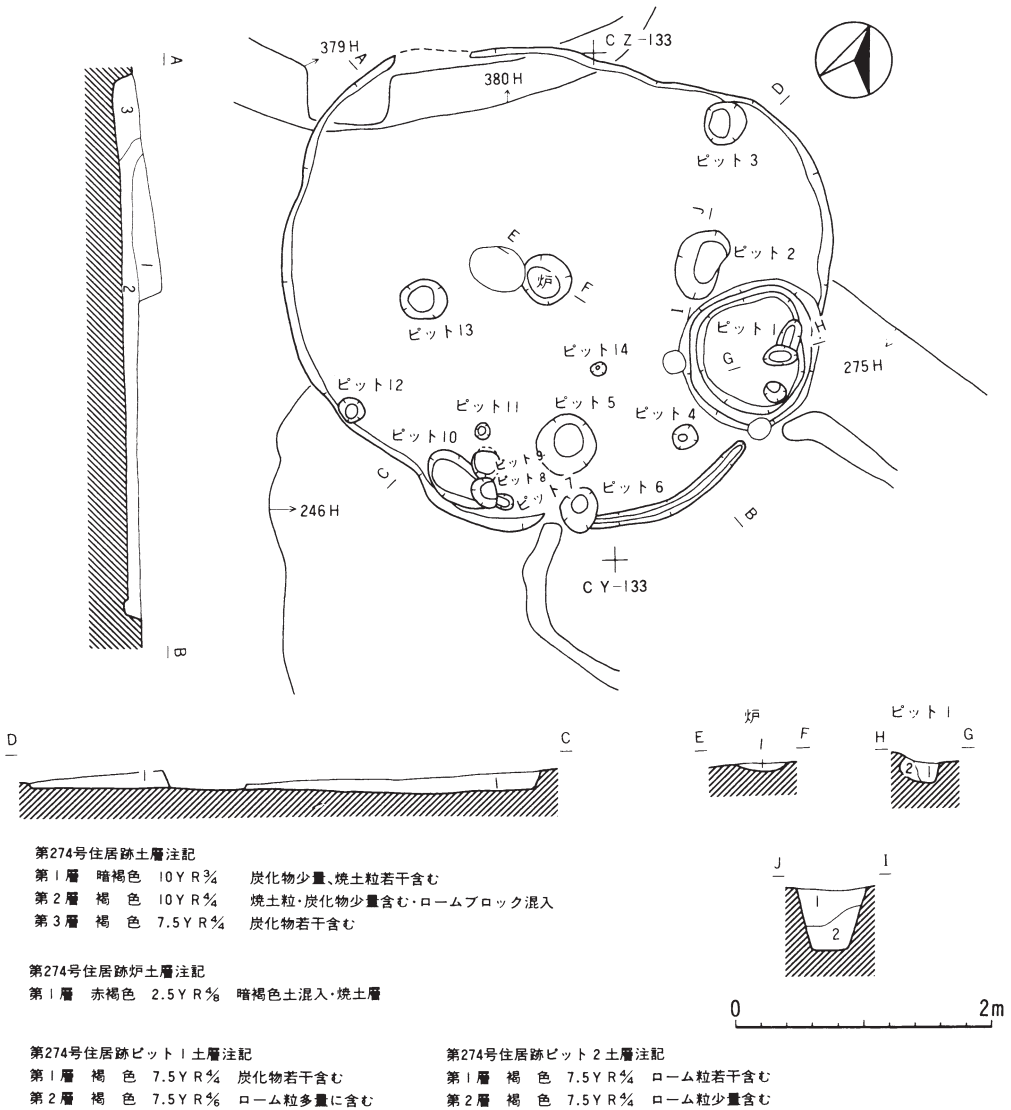 A
379H
A
CZ-133
380H
D
3
ピット3
J
E
ピット2
1
炉
F
I
2
ピット1
H
ピット13
G
ピット14
275H
ピット12
ピット11
ピット5
ピット4
ピット10
ピット9
ピット8
ピット7
ピット6
C
246H
B
CY-133
B
炉
ピット1
D
C
E
1
F
H
G
1
1
2
1
J
I
1
2
第274号住居跡土層注記
第1層 暗褐色 10YR3/4 炭化物少量、焼土粒若干含む
第2層 褐色 10YR4/4 焼土粒・炭化物少量含む・ロームブロック混入
第3層 褐色 7.5YR4/4 炭化物若干含む
第274号住居跡炉土層注記
第1層 赤褐色 2.5YR4/8 暗褐色土混入・焼土層
0 2m
第274号住居跡ピット1土層注記
第1層 褐色 7.5YR4/4 炭化物若干含む
第2層 褐色 7.5YR4/6 ローム粒多量に含む
第274号住居跡ピット2土層注記
第1層 褐色 7.5YR4/4 ローム粒若干含む
第2層 褐色 7.5YR4/4 ローム粒少量含む